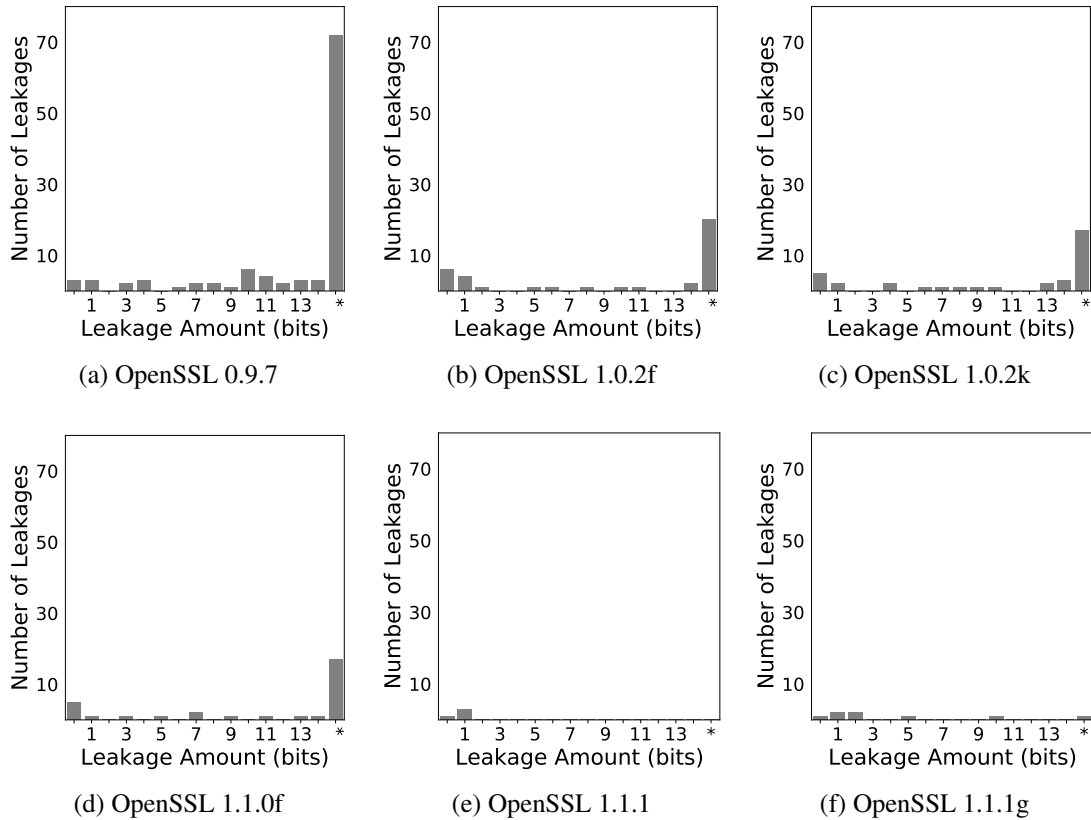 Number of Leakages
70
50
30
10
1 3 5 7 9 11 13 *
Leakage Amount (bits)
(a) OpenSSL 0.9.7
Number of Leakages
70
50
30
10
1 3 5 7 9 11 13 *
Leakage Amount (bits)
(b) OpenSSL 1.0.2f
Number of Leakages
70
50
30
10
1 3 5 7 9 11 13 *
Leakage Amount (bits)
(c) OpenSSL 1.0.2k
Number of Leakages
70
50
30
10
1 3 5 7 9 11 13 *
Leakage Amount (bits)
(d) OpenSSL 1.1.0f
Number of Leakages
70
50
30
10
1 3 5 7 9 11 13 *
Leakage Amount (bits)
(e) OpenSSL 1.1.1
Number of Leakages
70
50
30
10
1 3 5 7 9 11 13 *
Leakage Amount (bits)
(f) OpenSSL 1.1.1g